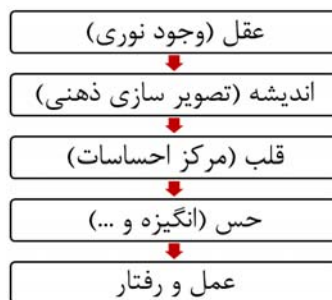 عقل (وجود نوری)
اندیشه (تصویر سازی ذهنی)
قلب (مرکز احساسات)
حس (انگیزه و ...)
عمل و رفتار